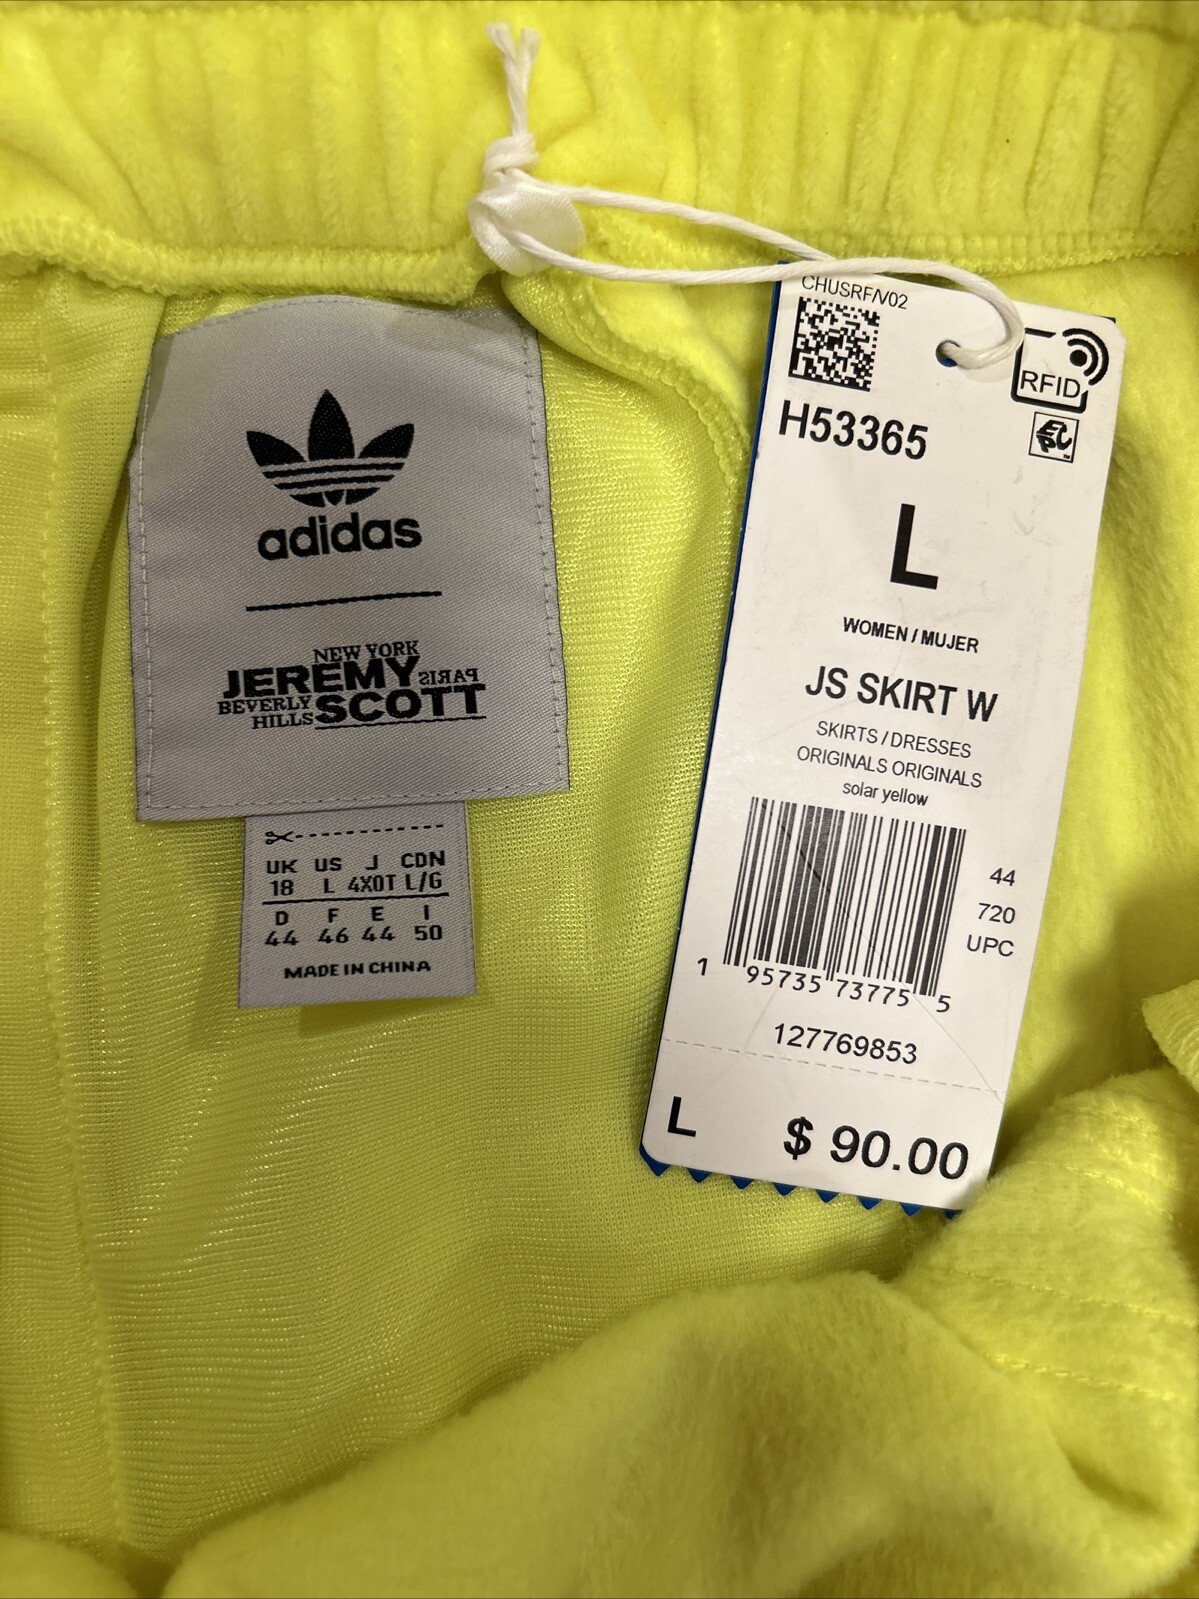 adidas
NEW YORK
JEREMY PARIS
BEVERLY HILLS SCOTT
UK US J CDN
18 L 4XOT L/G
D F E I
44 46 44 50
MADE IN CHINA
CHUSRF/V02
RFID
H53365
EPC
L
WOMEN / MUJER
JS SKIRT W
SKIRTS / DRESSES
ORIGINALS ORIGINALS
solar yellow
44
720
UPC
1 95735 73775 5
127769853
L $ 90.00